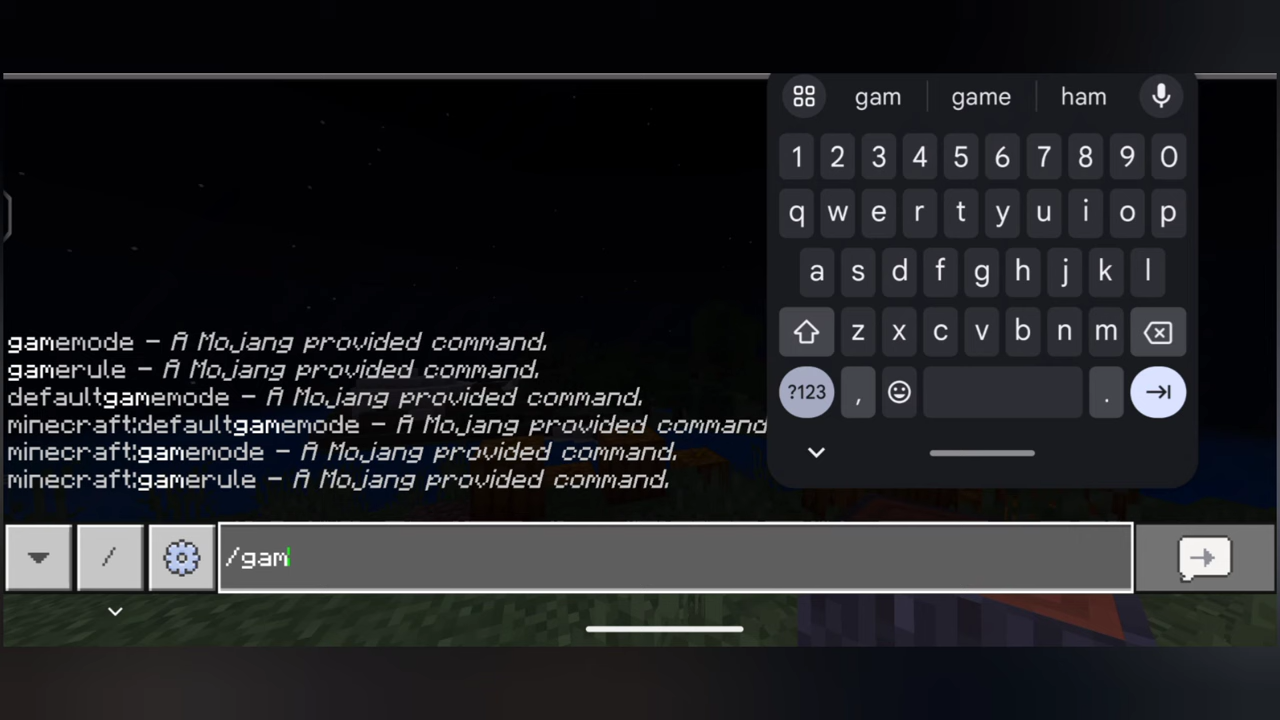 gam game ham
1 2 3 4 5 6 7 8 9 0
q w e r t y u i o p
a s d f g h j k l
z x c v b n m
?123 , .
gamemode - A Mojang provided command.
gamerule - A Mojang provided command.
defaultgamemode - A Mojang provided command.
minecraft:defaultgamemode - A Mojang provided command
minecraft:gamemode - A Mojang provided command.
minecraft:gamerule - A Mojang provided command.
/ /gam